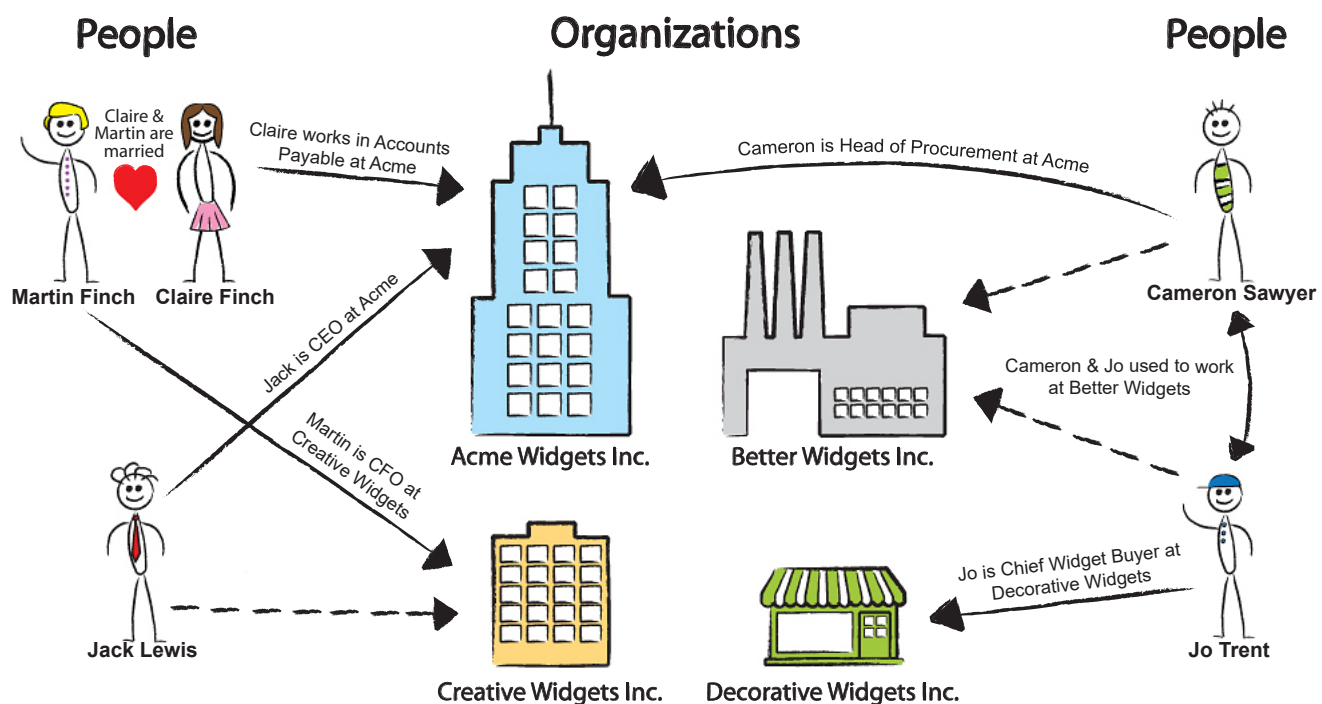 People
Organizations
People
Claire &
Martin are
married
Claire works in Accounts
Payable at Acme
Cameron is Head of Procurement at Acme
Martin Finch
Claire Finch
Cameron Sawyer
Jack is CEO at Acme
Martin is CFO at
Creative Widgets
Cameron & Jo used to work
at Better Widgets
Acme Widgets Inc.
Better Widgets Inc.
Jo is Chief Widget Buyer at
Decorative Widgets
Jack Lewis
Jo Trent
Creative Widgets Inc.
Decorative Widgets Inc.